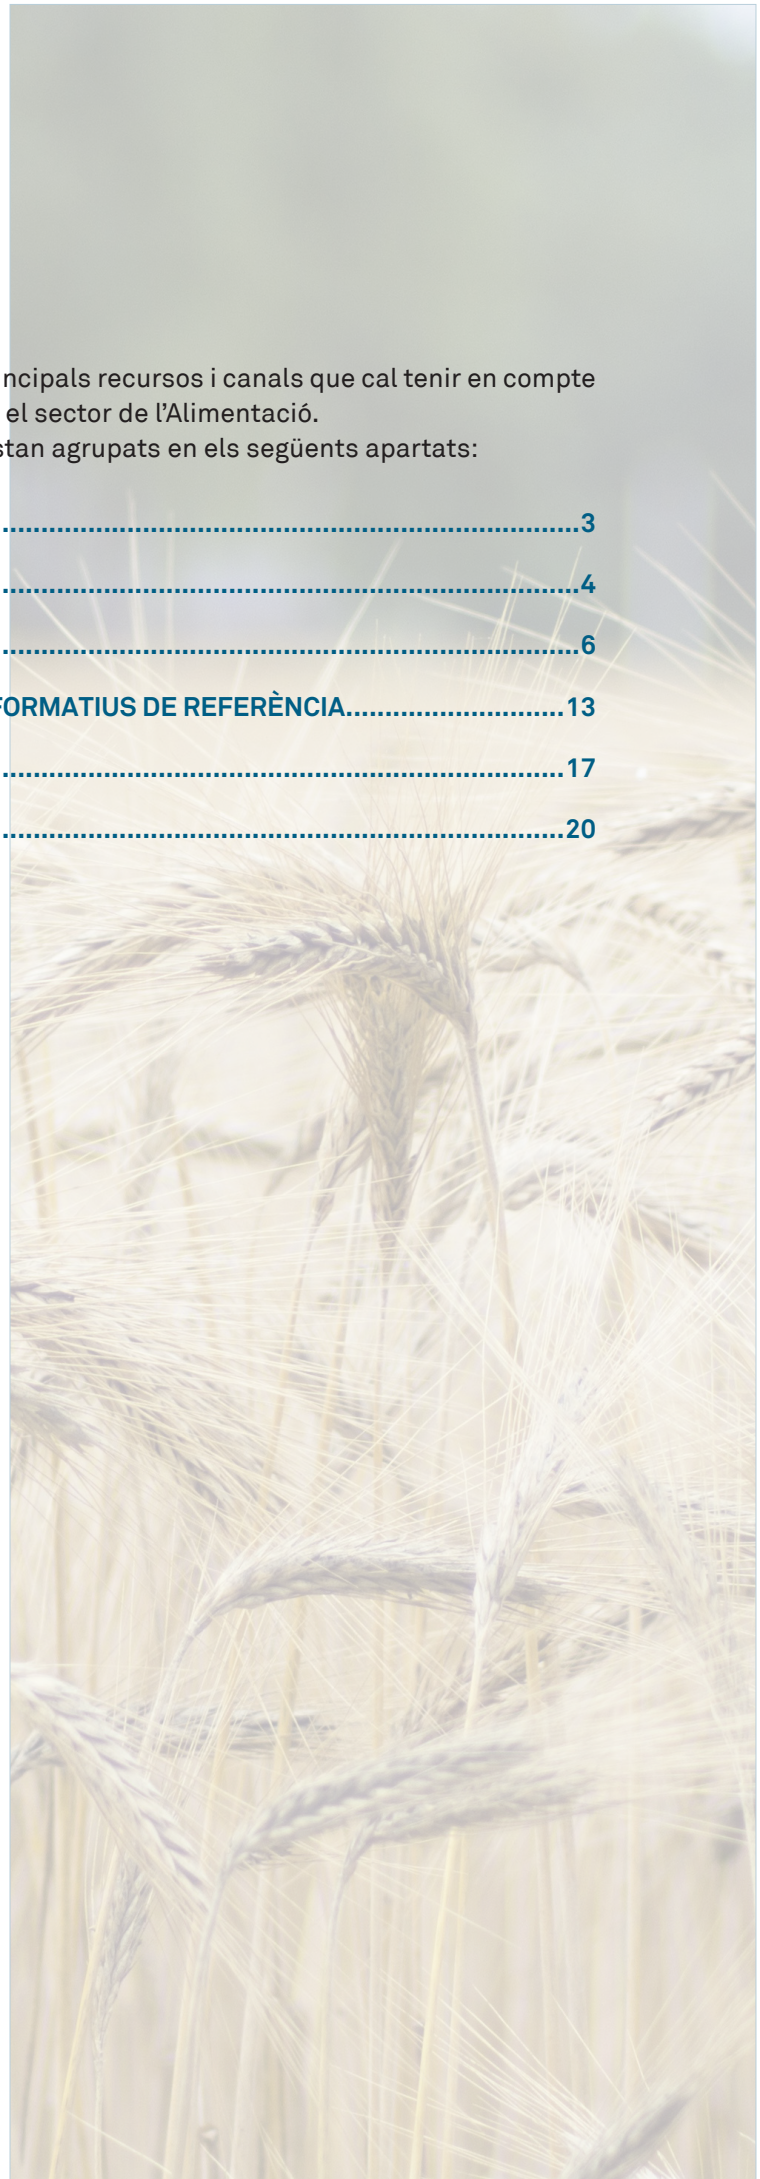 ncipals recursos i canals que cal tenir en compte
el sector de l’Alimentació.
stan agrupats en els següents apartats:
................................................................................3
................................................................................4
................................................................................6
FORMATIUS DE REFERÈNCIA..............................13
..............................................................................17
..............................................................................20